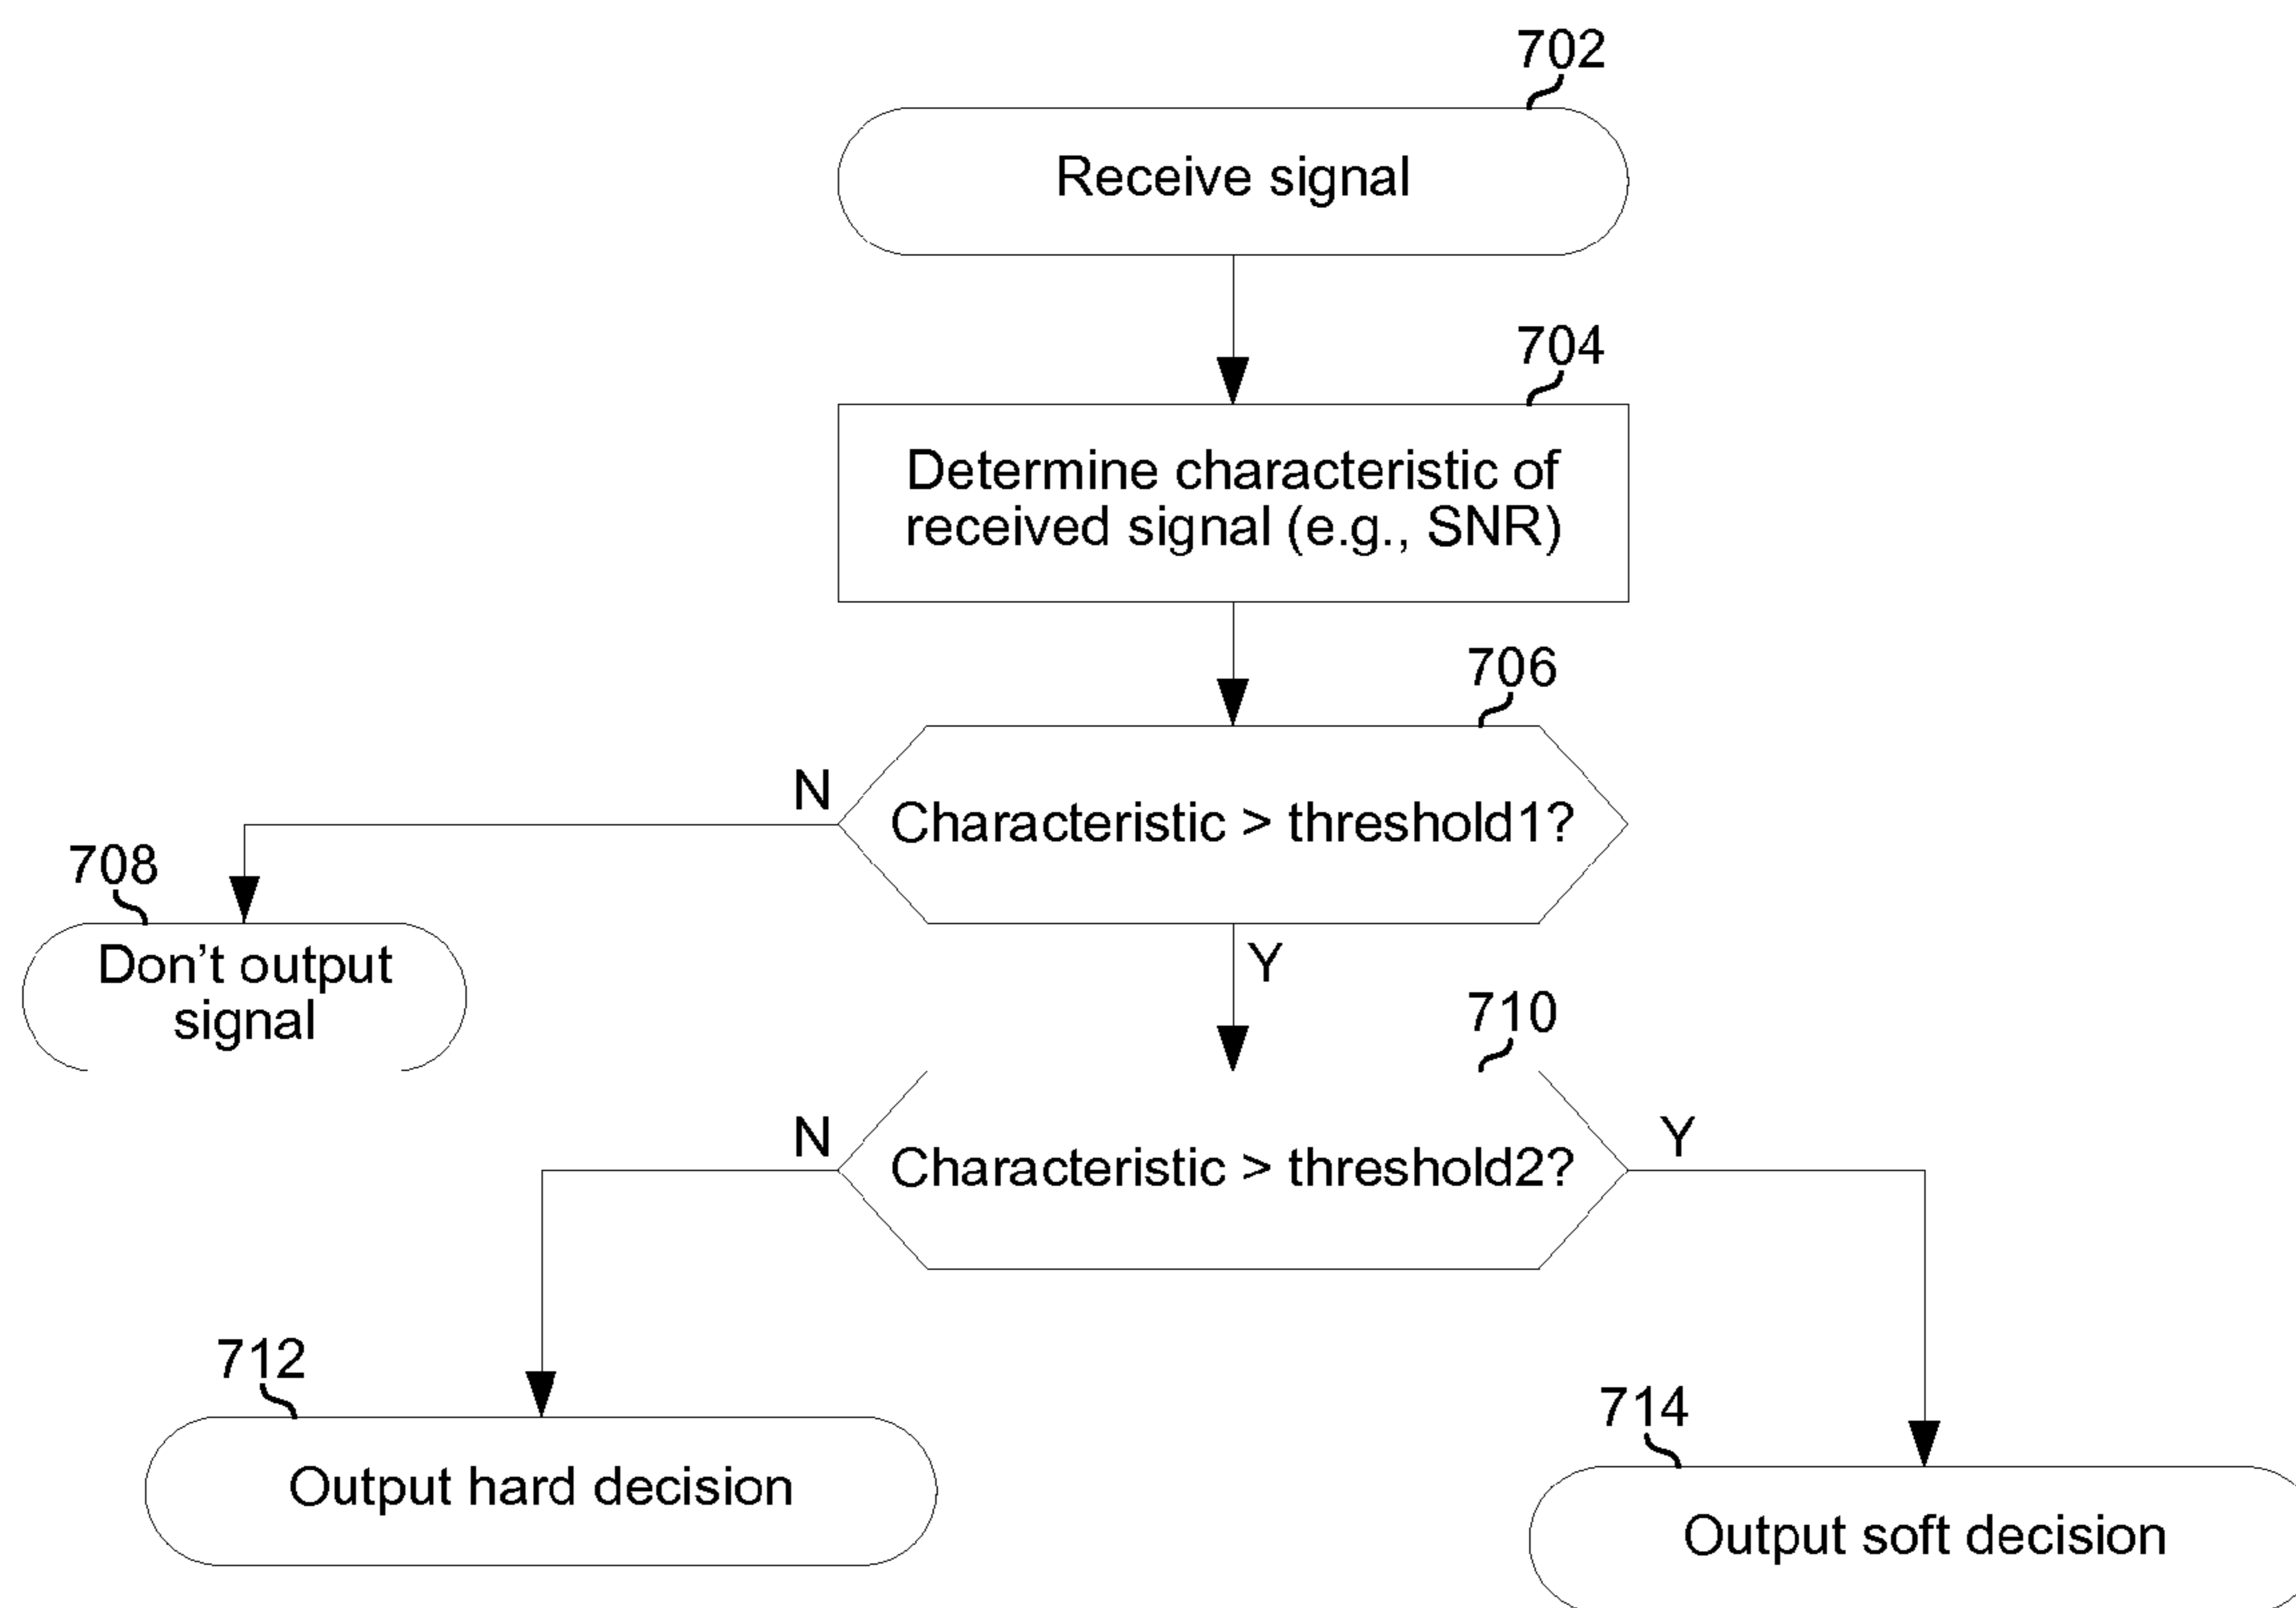 702
Receive signal
704
Determine characteristic of
received signal (e.g., SNR)
706
N
Characteristic > threshold1?
708
Don't output
signal
Y
710
N
Characteristic > threshold2?
Y
712
Output hard decision
714
Output soft decision